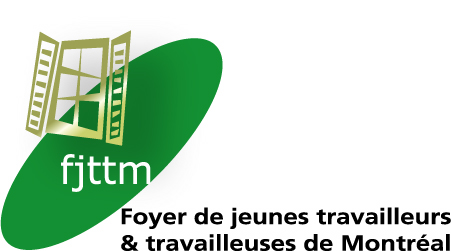 fjttm
Foyer de jeunes travailleurs
& travailleuses de Montréal